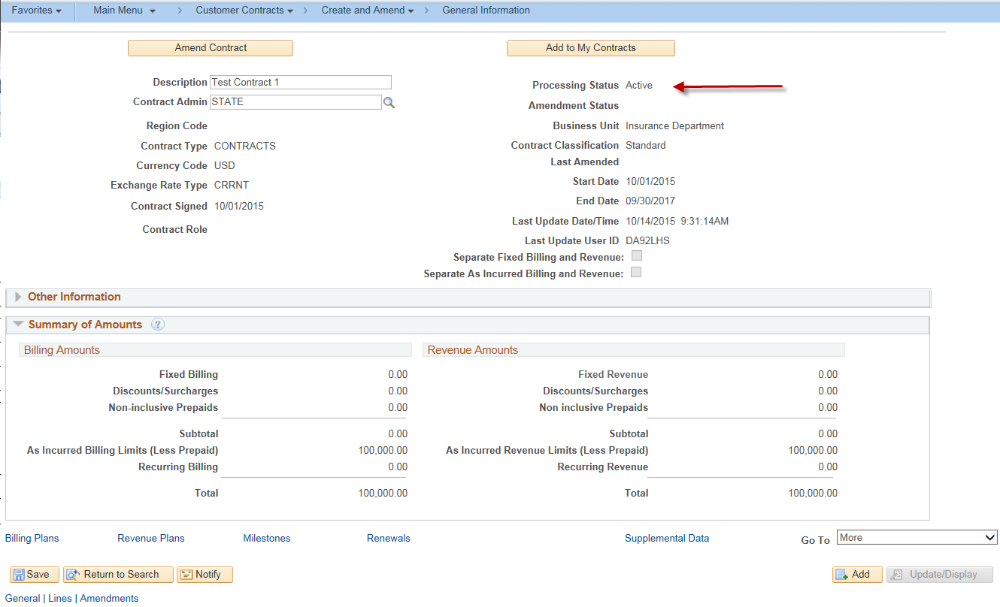 Favorites Main Menu > Customer Contracts > Create and Amend > General Information
Amend Contract Add to My Contracts
Description Test Contract 1 Processing Status Active
Contract Admin STATE Amendment Status
Region Code Business Unit Insurance Department
Contract Type CONTRACTS Contract Classification Standard
Currency Code USD Last Amended
Exchange Rate Type CRRNT Start Date 10/01/2015
Contract Signed 10/01/2015 End Date 09/30/2017
Contract Role Last Update Date/Time 10/14/2015 9:31:14AM
Last Update User ID DA92LHS
Separate Fixed Billing and Revenue:
Separate As Incurred Billing and Revenue:
Other Information
Summary of Amounts ?
Billing Amounts Revenue Amounts
Fixed Billing 0.00 Fixed Revenue 0.00
Discounts/Surcharges 0.00 Discounts/Surcharges 0.00
Non-inclusive Prepaids 0.00 Non inclusive Prepaids 0.00
Subtotal 0.00 Subtotal 0.00
As Incurred Billing Limits (Less Prepaid) 100,000.00 As Incurred Revenue Limits (Less Prepaid) 100,000.00
Recurring Billing 0.00 Recurring Revenue 0.00
Total 100,000.00 Total 100,000.00
Billing Plans Revenue Plans Milestones Renewals Supplemental Data Go To More
Save Return to Search Notify Add Update/Display
General | Lines | Amendments